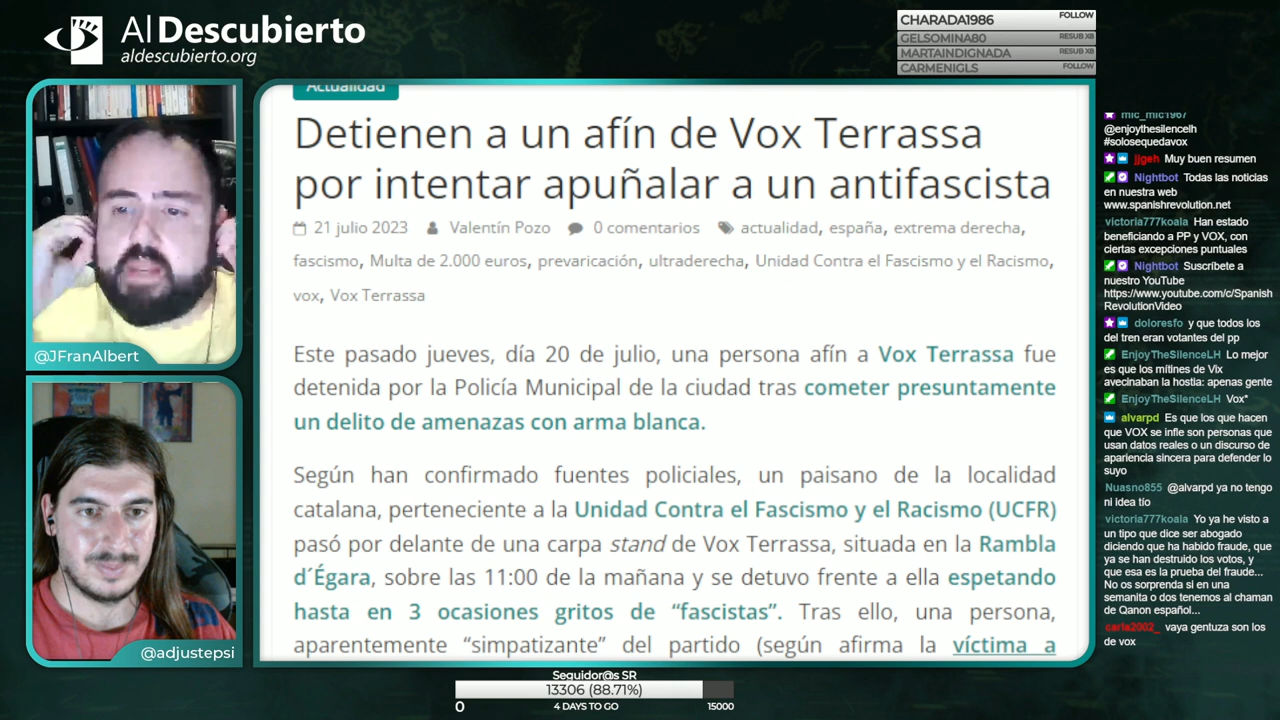 Al Descubierto
aldescubierto.org
CHARADA1986 FOLLOW
GELSOMINA80 RESUB X8
MARTAINDIGNADA RESUB X8
CARMENIGLS FOLLOW
@JFranAlbert
@adjustepsi
Actualidad
Detienen a un afín de Vox Terrassa
por intentar apuñalar a un antifascista
21 julio 2023 Valentín Pozo 0 comentarios actualidad, españa, extrema derecha,
fascismo, Multa de 2.000 euros, prevaricación, ultraderecha, Unidad Contra el Fascismo y el Racismo,
vox, Vox Terrassa
Este pasado jueves, día 20 de julio, una persona afín a Vox Terrassa fue
detenida por la Policía Municipal de la ciudad tras cometer presuntamente
un delito de amenazas con arma blanca.
Según han confirmado fuentes policiales, un paisano de la localidad
catalana, perteneciente a la Unidad Contra el Fascismo y el Racismo (UCFR)
pasó por delante de una carpa stand de Vox Terrassa, situada en la Rambla
d´Égara, sobre las 11:00 de la mañana y se detuvo frente a ella espetando
hasta en 3 ocasiones gritos de “fascistas”. Tras ello, una persona,
aparentemente “simpatizante” del partido (según afirma la víctima a
mic_mic1967
@enjoythesilencelh
#solosequedavox
jjgeh Muy buen resumen
Nightbot Todas las noticias
en nuestra web
www.spanishrevolution.net
victoria777koala Han estado
beneficiando a PP y VOX, con
ciertas excepciones puntuales
Nightbot Suscríbete a
nuestro YouTube
https://www.youtube.com/c/Spanish
RevolutionVideo
doloresfo y que todos los
del tren eran votantes del pp
EnjoyTheSilenceLH Lo mejor
es que los mítines de Vix
avecinaban la hostia: apenas gente
EnjoyTheSilenceLH Vox*
alvarpd Es que los que hacen
que VOX se infle son personas que
usan datos reales o un discurso de
apariencia sincera para defender lo
suyo
Nuasno855 @alvarpd ya no tengo
ni idea tío
victoria777koala Yo ya he visto a
un tipo que dice ser abogado
diciendo que ha habido fraude, que
ya se han destruido los votos, y
que esa es la prueba del fraude...
No os sorprenda si en una
semanita o dos tenemos al chaman
de Qanon español...
carla2002_ vaya gentuza son los
de vox
Seguidor@s SR
13306 (88.71%)
0 4 DAYS TO GO 15000